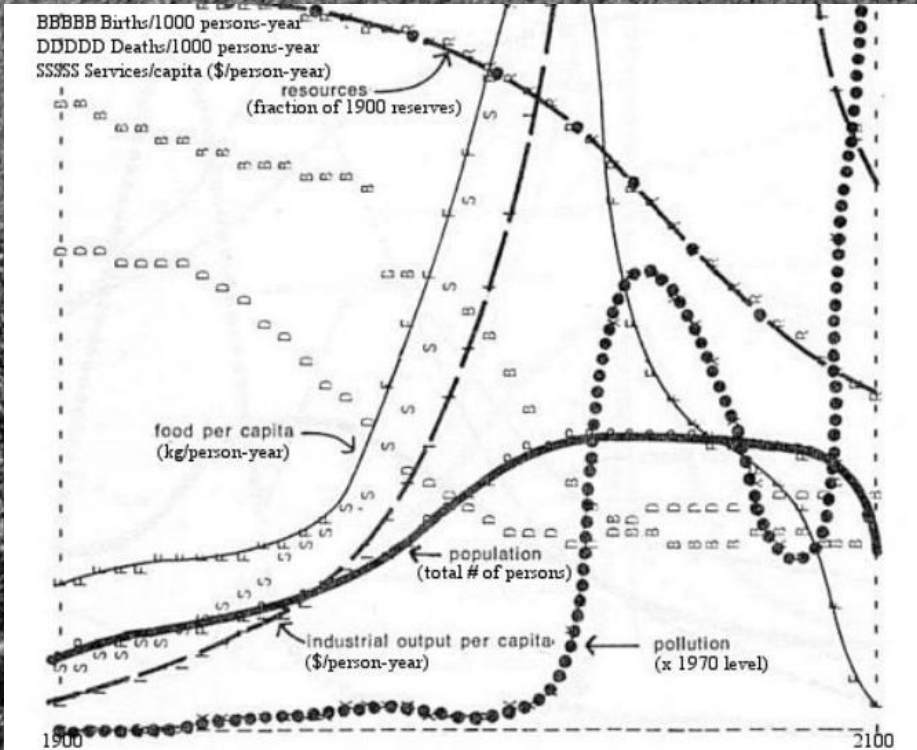 BBBBB Births/1000 persons-year
DDDDD Deaths/1000 persons-year
SSSSS Services/capita ($/person-year)
resources
(fraction of 1900 reserves)
food per capita
(kg/person-year)
population
(total # of persons)
industrial output per capita
($/person-year)
pollution
(x 1970 level)
1900
2100